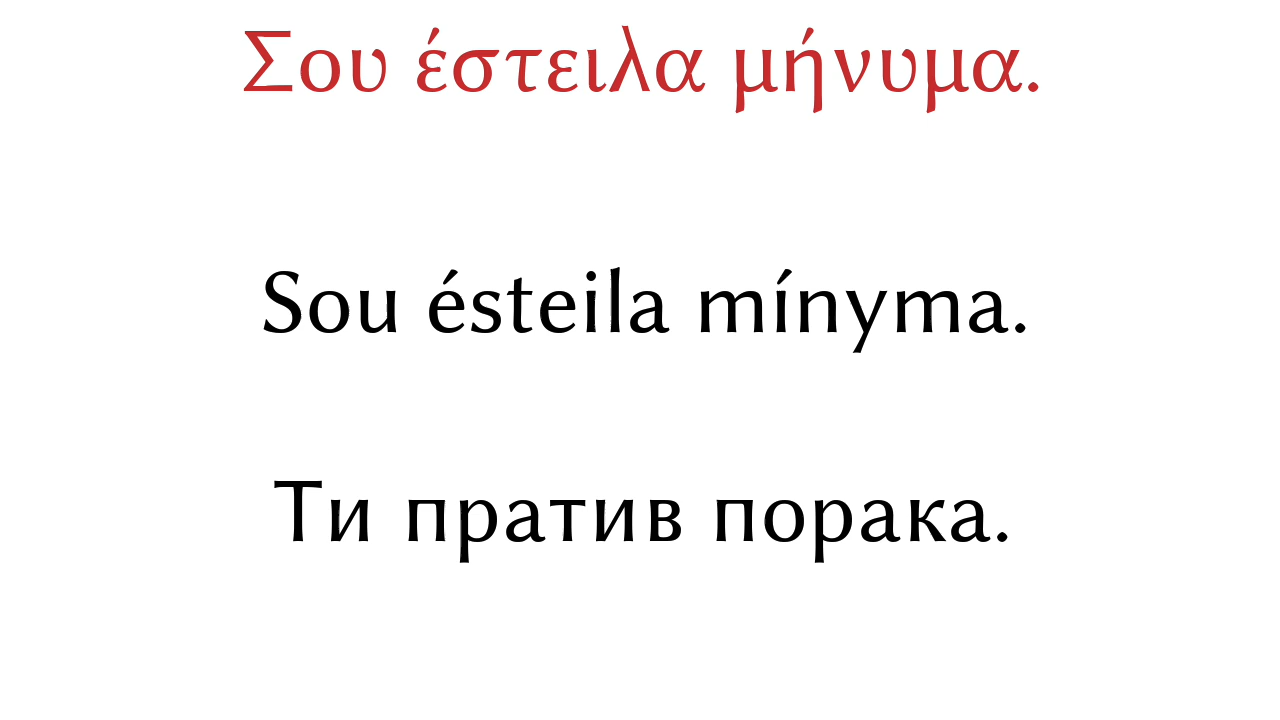 Σου έστειλα μήνυμα.
Sou ésteila mínyma.
Ти пратив порака.